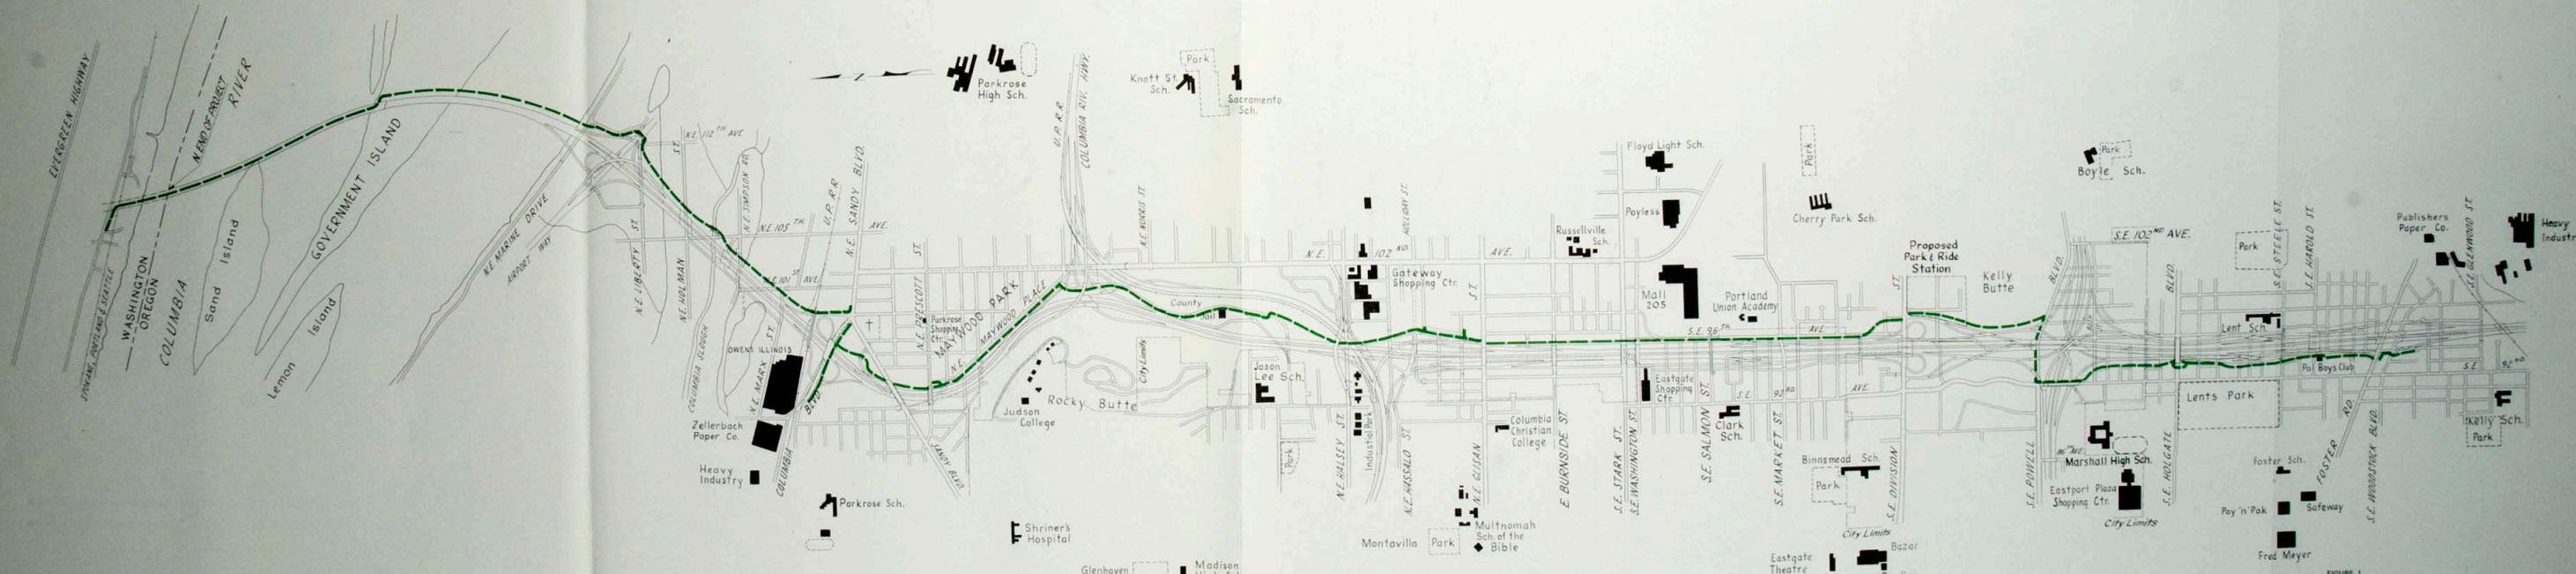 EVERGREEN HIGHWAY
SPOKANE, PORTLAND & SEATTLE
WASHINGTON
OREGON
COLUMBIA
N. END OF PROJECT
RIVER
Sand Island
GOVERNMENT ISLAND
Lemon Island
N.E. MARINE DRIVE
AIRPORT WAY
N.E. LIBERTY ST.
N.E. HOLMAN
ST.
N.E. 112TH AVE
N.E. SIMPSON RD.
N.E. 105TH
AVE.
U.P.R.R.
N.E. SANDY BLVD.
N.E. 101ST AVE.
COLUMBIA SLOUGH
N.E. MARK ST.
OWENS ILLINOIS
Zellerbach
Paper Co.
Heavy
Industry
COLUMBIA BLVD.
Parkrose Sch.
N.E. PRESCOTT ST.
Parkrose
Shopping
Ctr.
MAYWOOD PARK
N.E. MAYWOOD PLACE
SANDY BLVD.
Parkrose
High Sch.
Shriner's
Hospital
Judson
College
Rocky Butte
U.P.R.R.
COLUMBIA RIV. HWY.
Knott St.
Sch.
Park
Sacramento
Sch.
N.E. MORRIS ST.
County
Jail
City Limits
Glenhaven
Madison
Jason
Lee Sch.
Park
N.E. HALSEY ST.
Industrial Park
N.E. HASSALO ST.
HOLLIDAY ST.
N.E. 102ND. AVE.
Gateway
Shopping Ctr.
ST.
N.E. GLISAN
Montavilla Park
Multnomah
Sch. of the
Bible
Columbia
Christian
College
E. BURNSIDE ST.
Russellville
Sch.
Floyd Light Sch.
Payless
Mall
205
S.E. STARK ST.
S.E. WASHINGTON ST.
Eastgate
Shopping
Ctr.
S.E. 96TH AVE.
Portland
Union Academy
S.E. SALMON ST.
Clark
Sch.
S.E. 92ND. AVE.
S.E. MARKET ST.
Park
Cherry Park Sch.
Binnsmead Sch.
Park
S.E. DIVISION ST.
City Limits
Eastgate
Theatre
Bazar
Proposed
Park & Ride
Station
Kelly
Butte
S.E. POWELL BLVD.
Boyle Sch.
Park
S.E. 102ND AVE.
Marshall High Sch.
Eastport Plaza
Shopping Ctr.
City Limits
S.E. HOLGATE BLVD.
Park
S.E. STEELE ST.
S.E. HAROLD ST.
Lent Sch.
Lents Park
Pal Boys Club
Foster Sch.
Pay 'n' Pak
Safeway
Fred Meyer
FOSTER RD.
S.E. WOODSTOCK BLVD.
Publishers
Paper Co.
S.E. GLENWOOD ST.
Heavy
Industr
S.E. 92ND
Kelly Sch.
Park
FIGURE 1